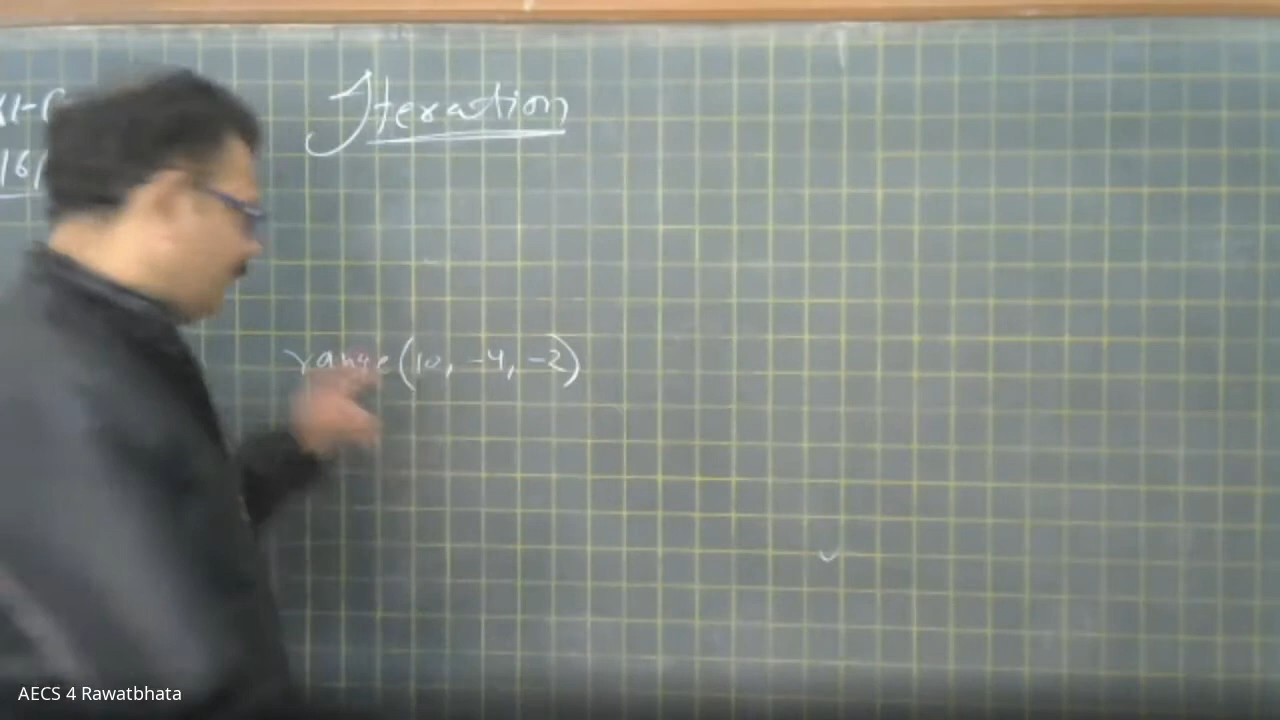 Iteration
range(10, -4, -2)
AECS 4 Rawatbhata